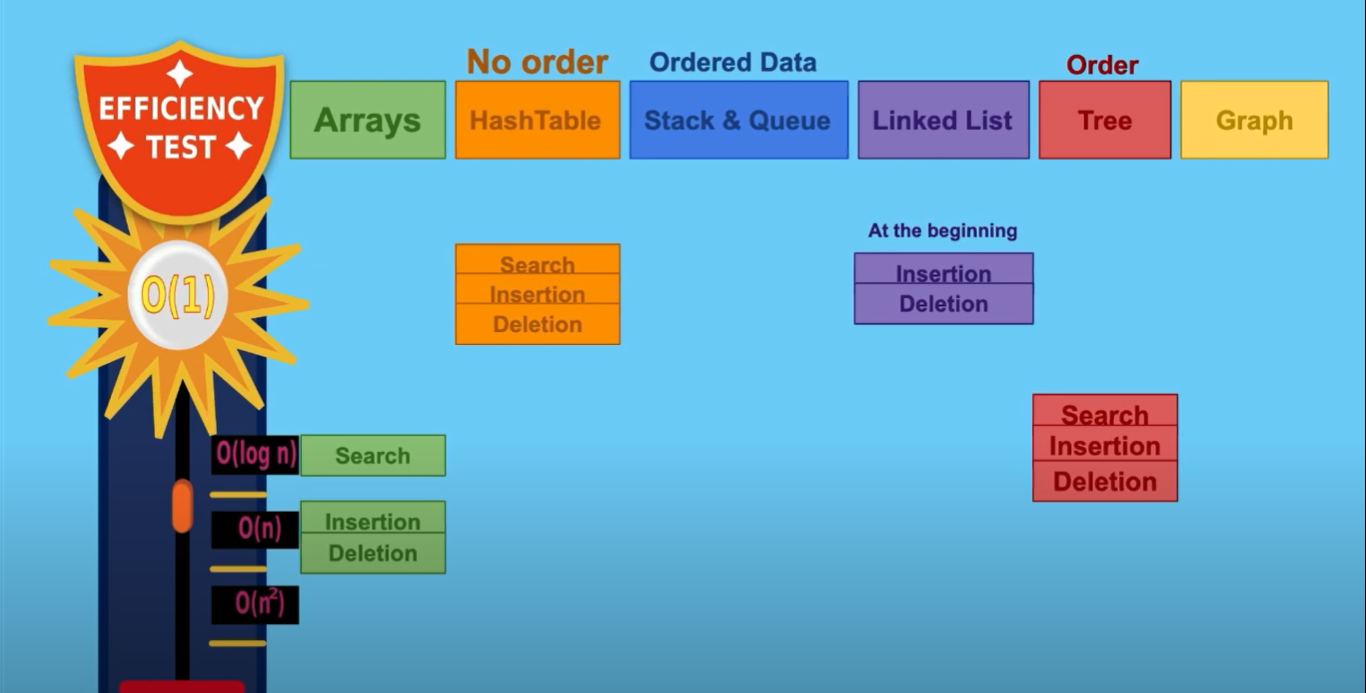 EFFICIENCY
TEST
No order
Ordered Data
Order
Arrays
HashTable
Stack & Queue
Linked List
Tree
Graph
At the beginning
O(1)
Search
Insertion
Deletion
Insertion
Deletion
O(log n)
Search
Search
Insertion
Deletion
O(n)
Insertion
Deletion
O(n²)